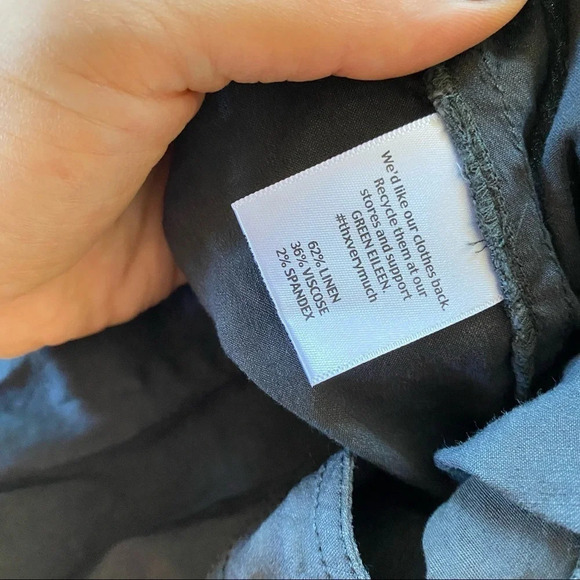 We'd like our clothes back.
Recycle them at our
stores and support
GREEN EILEEN.
#thxverymuch
62% LINEN
36% VISCOSE
2% SPANDEX